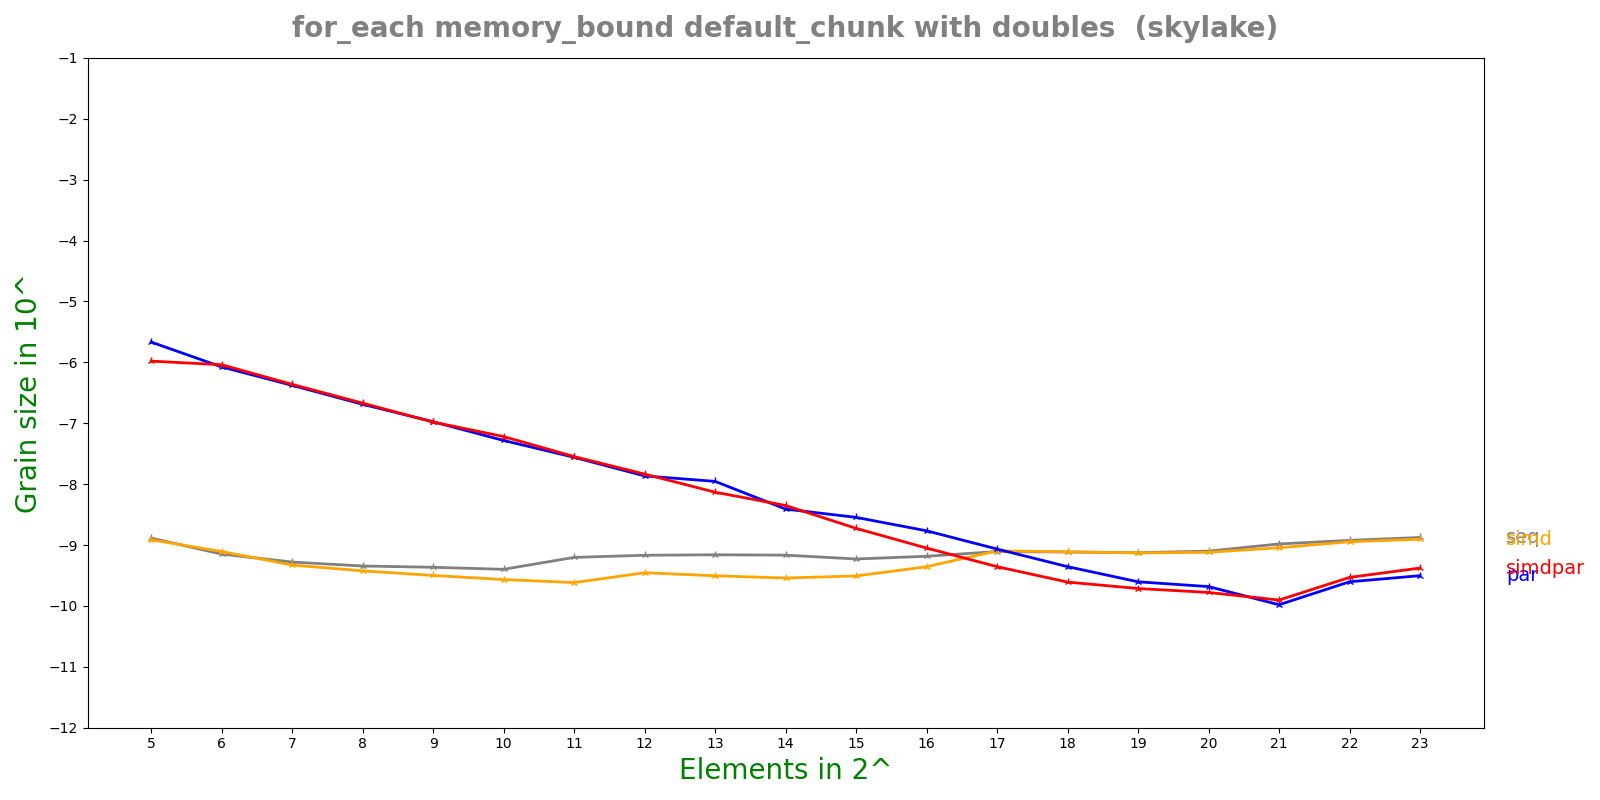 for_each memory_bound default_chunk with doubles (skylake)
−1
−2
−3
−4
−5
−6
−7
−8
−9
−10
−11
−12
Grain size in 10^
seq
simd
simdpar
par
5 6 7 8 9 10 11 12 13 14 15 16 17 18 19 20 21 22 23
Elements in 2^